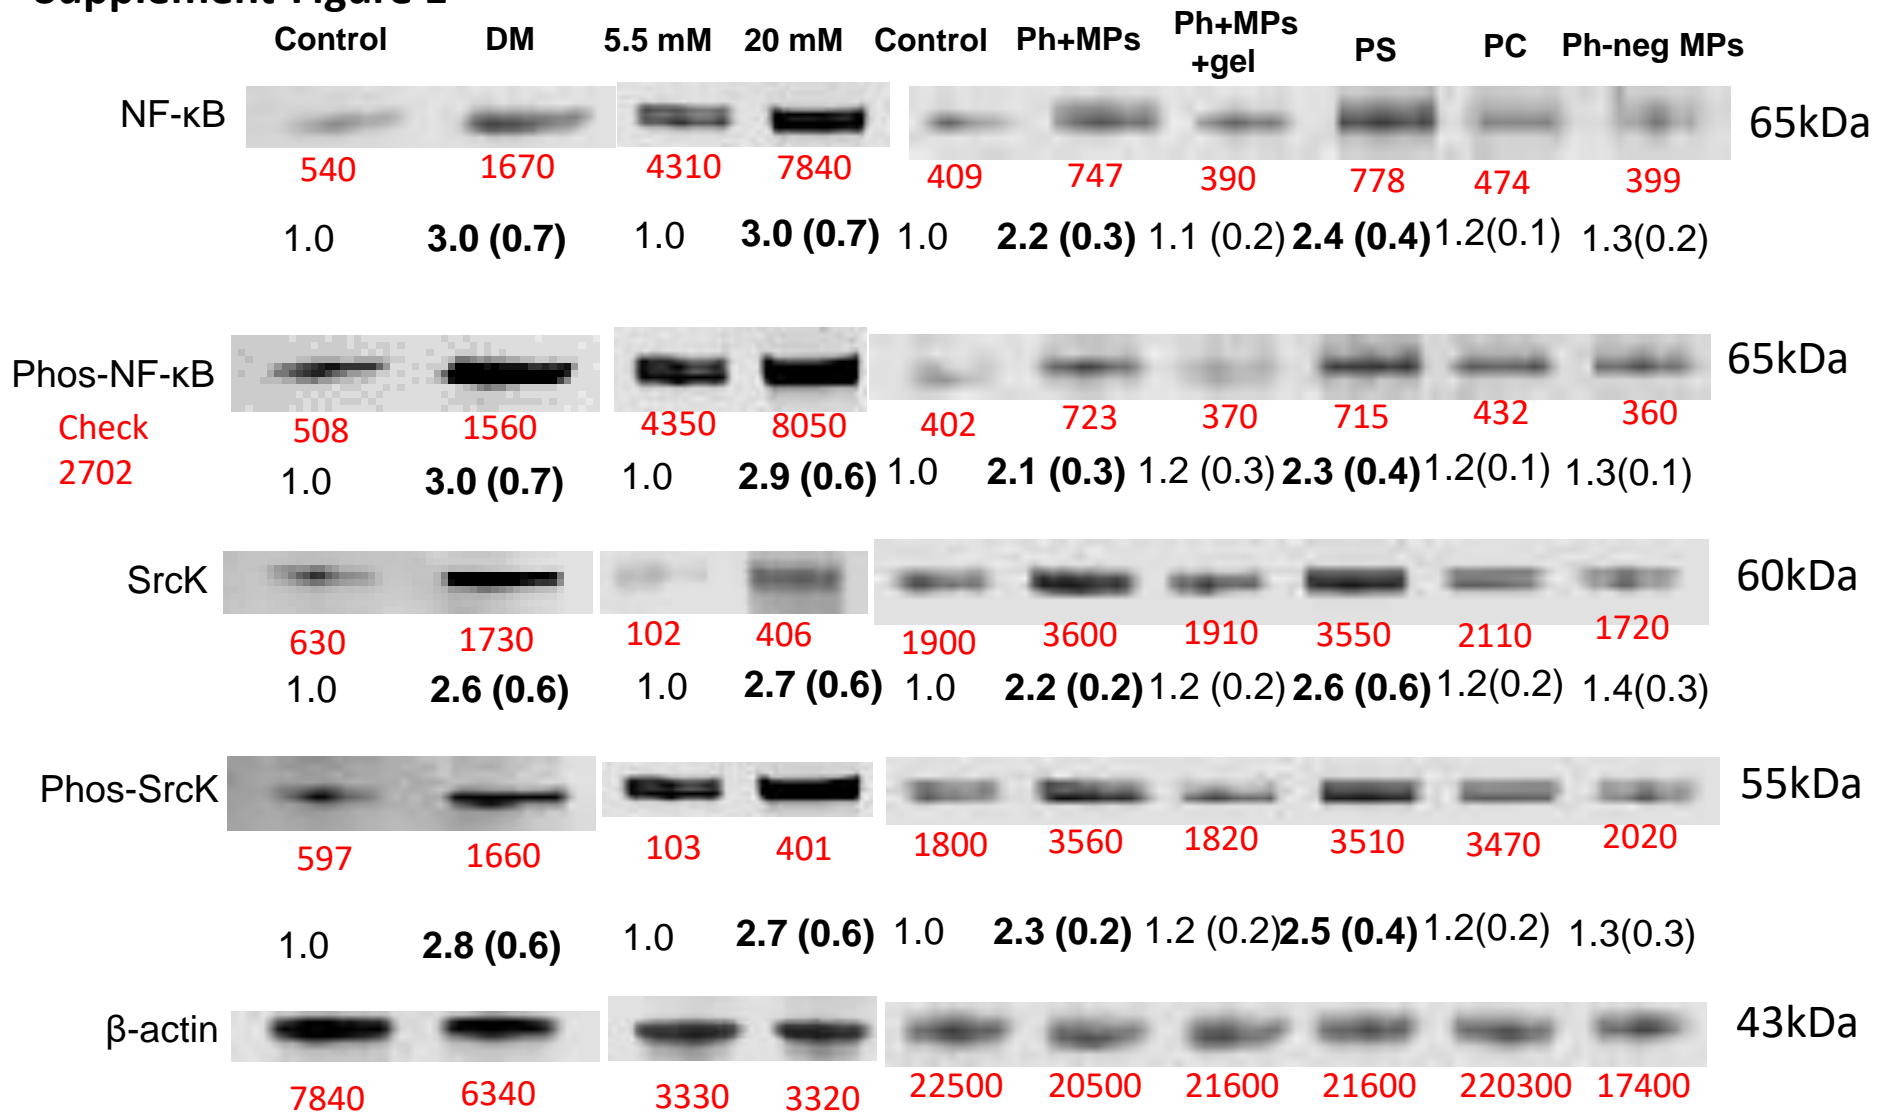 Supplement Figure 1
Control DM 5.5 mM 20 mM Control Ph+MPs Ph+MPs +gel PS PC Ph-neg MPs
NF-κB 65kDa
540 1670 4310 7840 409 747 390 778 474 399
1.0 3.0 (0.7) 1.0 3.0 (0.7) 1.0 2.2 (0.3) 1.1 (0.2) 2.4 (0.4) 1.2(0.1) 1.3(0.2)
Phos-NF-κB 65kDa
Check 2702
508 1560 4350 8050 402 723 370 715 432 360
1.0 3.0 (0.7) 1.0 2.9 (0.6) 1.0 2.1 (0.3) 1.2 (0.3) 2.3 (0.4) 1.2(0.1) 1.3(0.1)
SrcK 60kDa
630 1730 102 406 1900 3600 1910 3550 2110 1720
1.0 2.6 (0.6) 1.0 2.7 (0.6) 1.0 2.2 (0.2) 1.2 (0.2) 2.6 (0.6) 1.2(0.2) 1.4(0.3)
Phos-SrcK 55kDa
597 1660 103 401 1800 3560 1820 3510 3470 2020
1.0 2.8 (0.6) 1.0 2.7 (0.6) 1.0 2.3 (0.2) 1.2 (0.2) 2.5 (0.4) 1.2(0.2) 1.3(0.3)
β-actin 43kDa
7840 6340 3330 3320 22500 20500 21600 21600 220300 17400